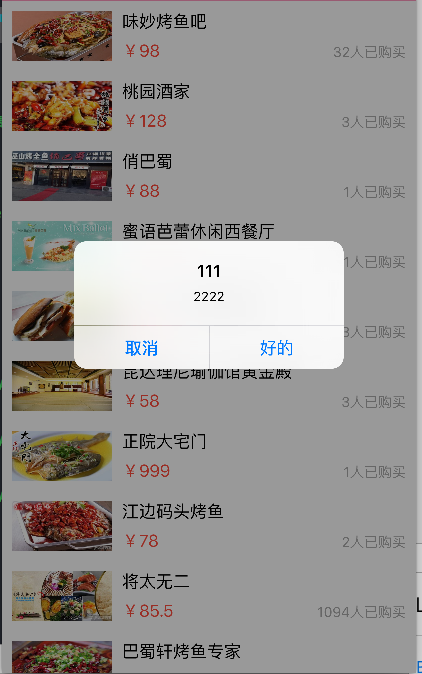 味妙烤鱼吧
￥98
32人已购买
桃园酒家
￥128
3人已购买
俏巴蜀
￥88
1人已购买
蜜语芭蕾休闲西餐厅
1人已购买
111
2222
3人已购买
取消
好的
昆达理尼瑜伽馆黄金殿
￥58
3人已购买
大宅门
正院大宅门
￥999
1人已购买
江边码头烤鱼
￥78
2人已购买
将太无二
￥85.5
1094人已购买
巴蜀轩烤鱼专家